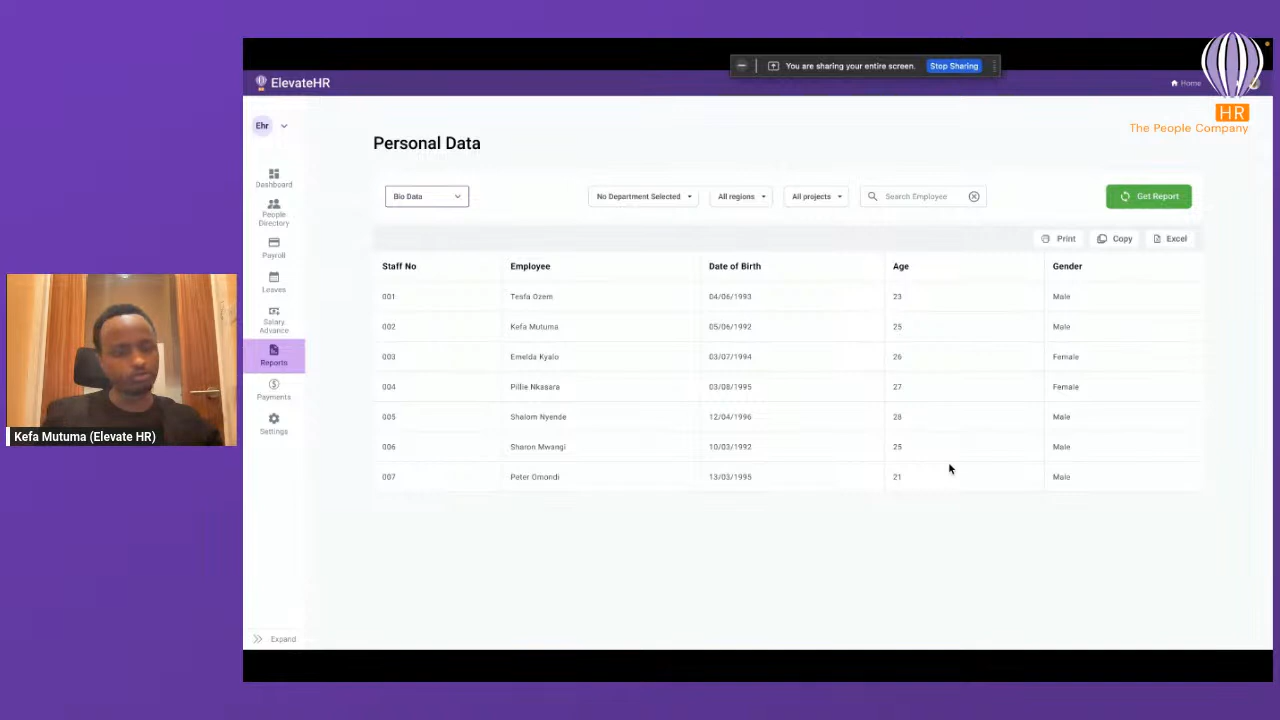 You are sharing your entire screen.
Stop Sharing
ElevateHR
Home
HR
The People Company
Ehr
Personal Data
Dashboard
People
Directory
Payroll
Leaves
Salary
Advance
Reports
Payments
Settings
Expand
Bio Data
No Department Selected
All regions
All projects
Search Employee
Get Report
Print
Copy
Excel
Staff No Employee Date of Birth Age Gender
001 Tesfa Ozem 04/06/1993 23 Male
002 Kefa Mutuma 05/06/1992 25 Male
003 Emelda Kyalo 03/07/1994 26 Female
004 Pillie Nkasara 03/08/1995 27 Female
005 Shalom Nyende 12/04/1996 28 Male
006 Sharon Mwangi 10/03/1992 25 Male
007 Peter Omondi 13/03/1995 21 Male
Kefa Mutuma (Elevate HR)